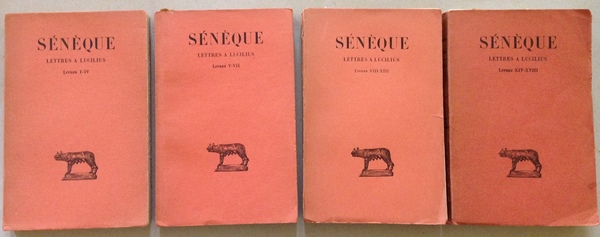 SÉNÈQUE
LETTRES A LUCILIUS
Livres I-IV
SÉNÈQUE
LETTRES A LUCILIUS
Livres V-VII
SÉNÈQUE
LETTRES A LUCILIUS
Livres VIII-XIII
SÉNÈQUE
LETTRES A LUCILIUS
Livres XIV-XVIII